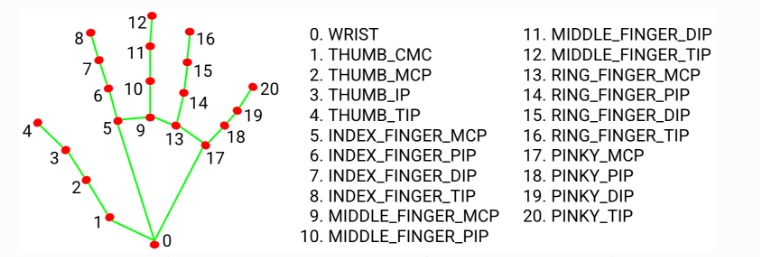 12
8
16
11
7
15
6
10
20
14
19
4
5
9
13
18
3
17
2
1
0
0. WRIST
1. THUMB_CMC
2. THUMB_MCP
3. THUMB_IP
4. THUMB_TIP
5. INDEX_FINGER_MCP
6. INDEX_FINGER_PIP
7. INDEX_FINGER_DIP
8. INDEX_FINGER_TIP
9. MIDDLE_FINGER_MCP
10. MIDDLE_FINGER_PIP
11. MIDDLE_FINGER_DIP
12. MIDDLE_FINGER_TIP
13. RING_FINGER_MCP
14. RING_FINGER_PIP
15. RING_FINGER_DIP
16. RING_FINGER_TIP
17. PINKY_MCP
18. PINKY_PIP
19. PINKY_DIP
20. PINKY_TIP